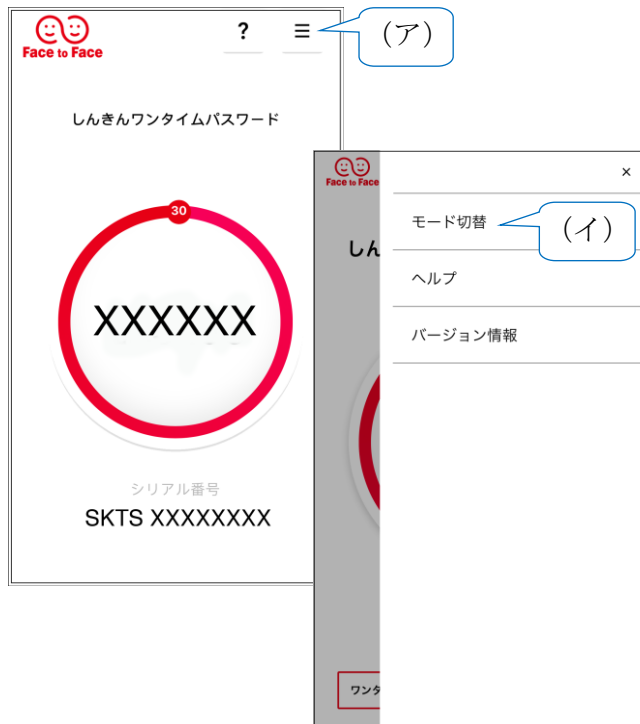 Face to Face
?
(ア)
しんきんワンタイムパスワード
30
XXXXXX
シリアル番号
SKTS XXXXXXXX
Face to Face
×
モード切替
(イ)
しん
ヘルプ
バージョン情報
ワンタ